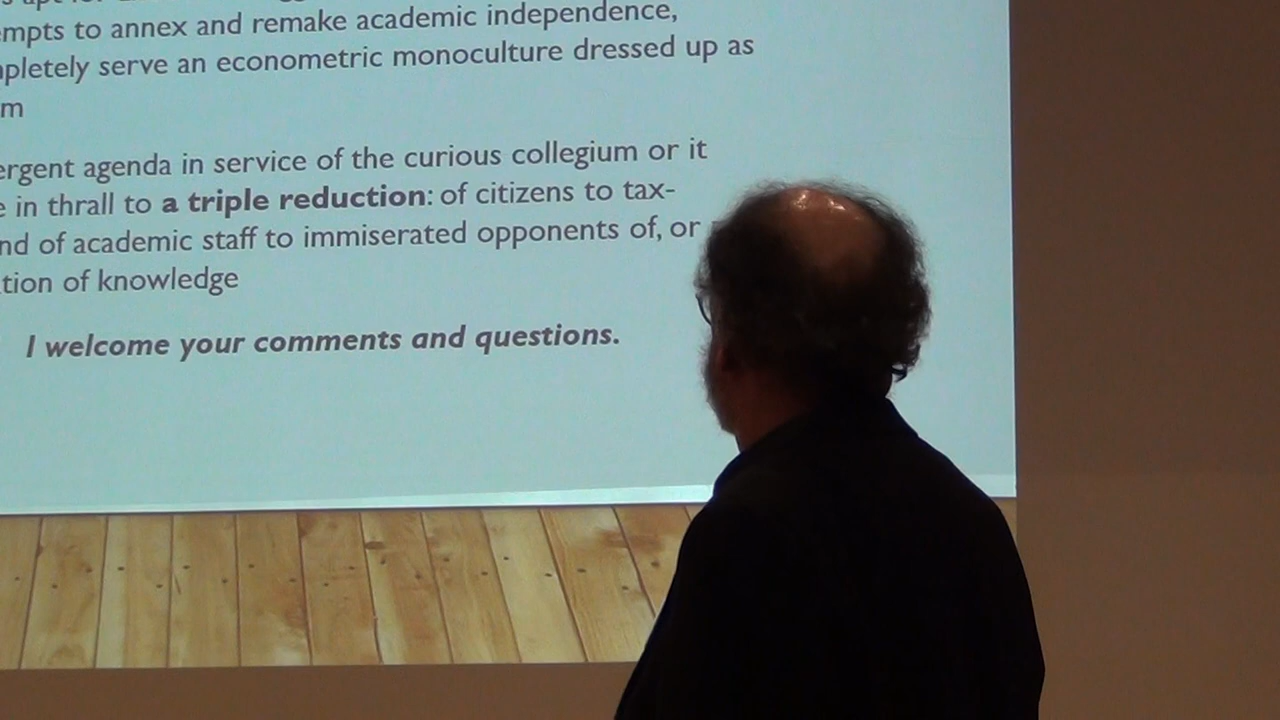 empts to annex and remake academic independence,
mpletely serve an econometric monoculture dressed up as
m
ergent agenda in service of the curious collegium or it
e in thrall to a triple reduction: of citizens to tax-
nd of academic staff to immiserated opponents of, or
tion of knowledge
I welcome your comments and questions.